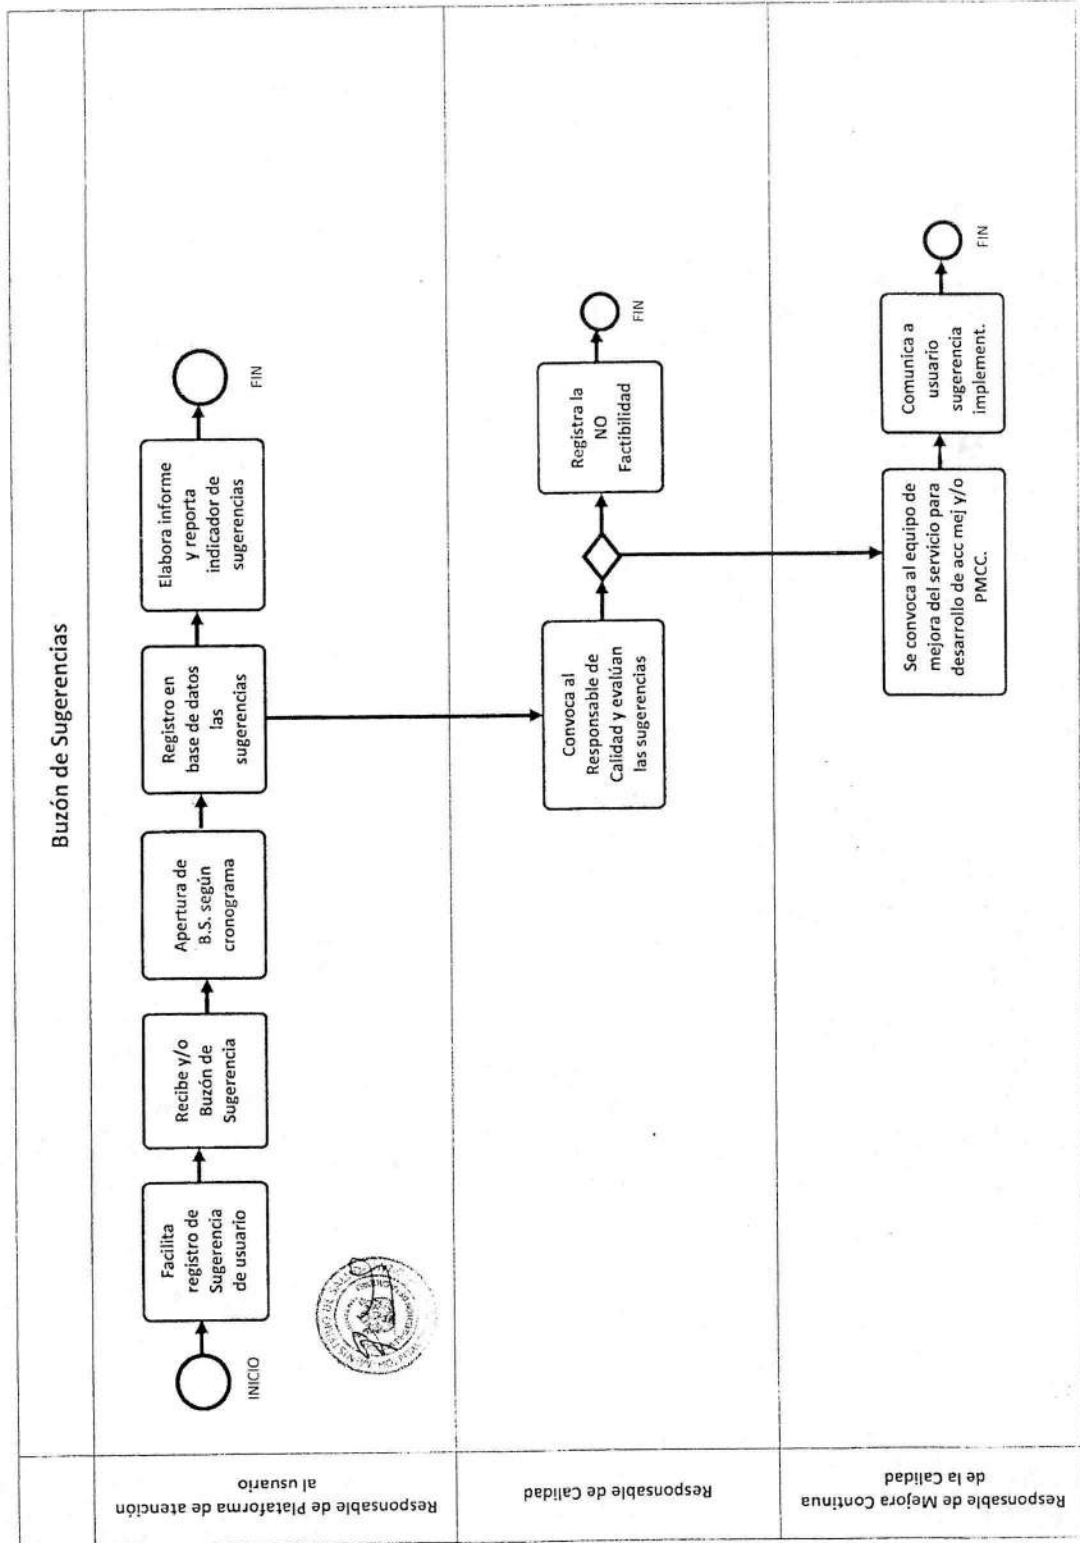 Buzón de Sugerencias
Responsable de Plataforma de atención
al usuario
INICIO
Facilita
registro de
Sugerencia
de usuario
Recibe y/o
Buzón de
Sugerencia
Apertura de
B.S. según
cronograma
Registro en
base de datos
las
sugerencias
Elabora informe
y reporta
indicador de
sugerencias
FIN
Responsable de Calidad
Convoca al
Responsable de
Calidad y evalúan
las sugerencias
Registra la
NO
Factibilidad
FIN
Responsable de Mejora Continua
de la Calidad
Se convoca al equipo de
mejora del servicio para
desarrollo de acc mej y/o
PMCC.
Comunica a
usuario
sugerencia
implement.
FIN